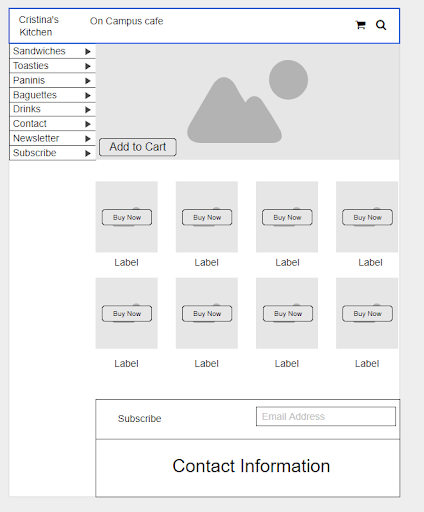 Cristina's
Kitchen
On Campus cafe
Sandwiches
Toasties
Paninis
Baguettes
Drinks
Contact
Newsletter
Subscribe
Add to Cart
Buy Now
Buy Now
Buy Now
Buy Now
Label
Label
Label
Label
Buy Now
Buy Now
Buy Now
Buy Now
Label
Label
Label
Label
Subscribe
Email Address
Contact Information